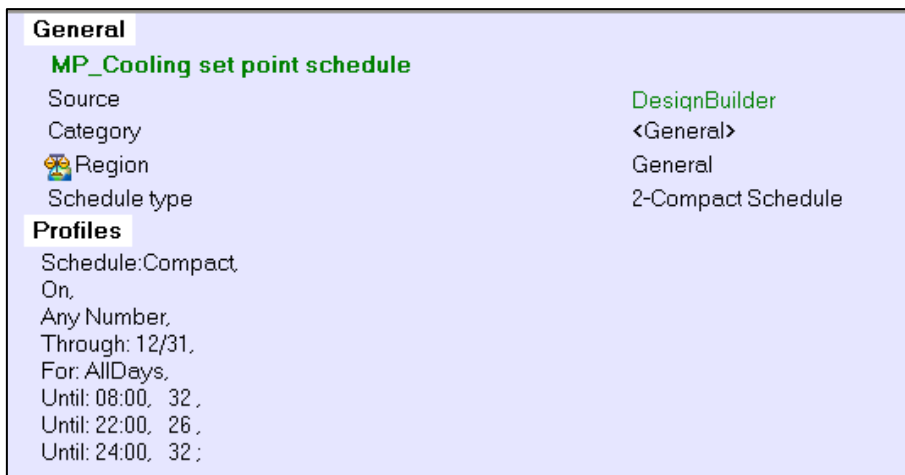 General
MP_Cooling set point schedule
Source DesignBuilder
Category <General>
Region General
Schedule type 2-Compact Schedule
Profiles
Schedule:Compact,
On,
Any Number,
Through: 12/31,
For: AllDays,
Until: 08:00, 32 ,
Until: 22:00, 26 ,
Until: 24:00, 32 ;